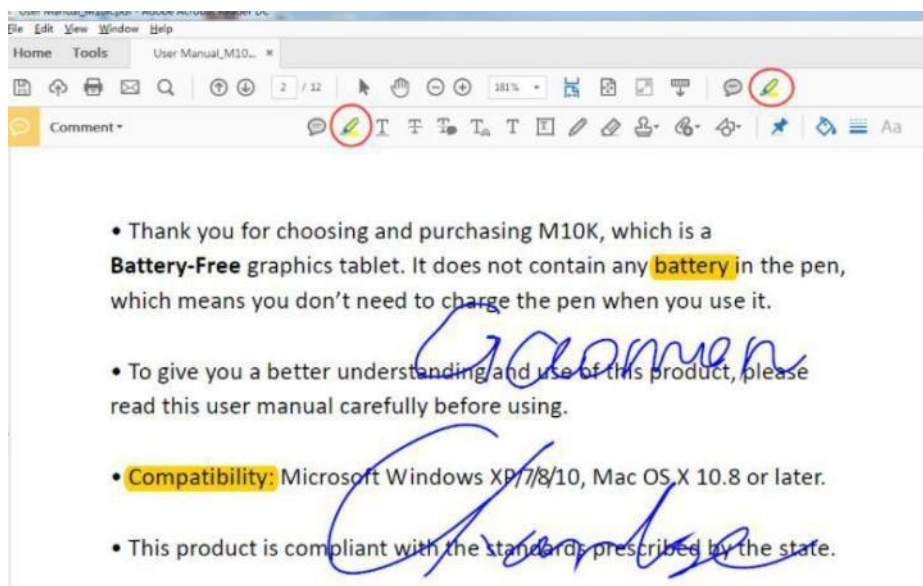 User Manual_M10K.pdf - Adobe Acrobat Reader DC
File Edit View Window Help
Home Tools User Manual_M10... ×
2 / 12 181%
Comment Aa
• Thank you for choosing and purchasing M10K, which is a
Battery-Free graphics tablet. It does not contain any battery in the pen,
which means you don’t need to charge the pen when you use it.
Gaomon
• To give you a better understanding and use of this product, please
read this user manual carefully before using.
• Compatibility: Microsoft Windows XP/7/8/10, Mac OS X 10.8 or later.
• This product is compliant with the standards prescribed by the state.